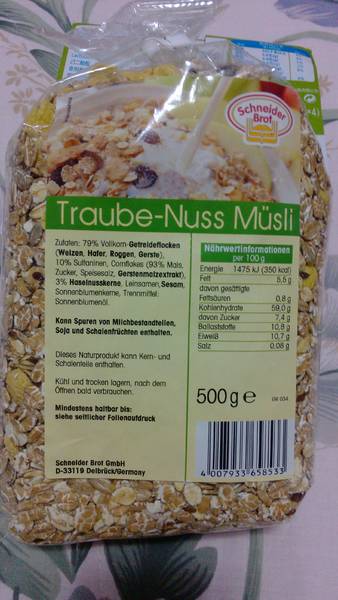 Schneider
Brot
Traube-Nuss Müsli
Zutaten: 79% Vollkorn-Getreideflocken
(Weizen, Hafer, Roggen, Gerste),
10% Sultaninen, Cornflakes (93% Mais,
Zucker, Speisesalz, Gerstenmalzextrakt),
3% Haselnusskerne, Leinsamen, Sesam,
Sonnenblumenkerne, Trennmittel:
Sonnenblumenöl.
Kann Spuren von Milchbestandteilen,
Soja und Schalenfrüchten enthalten.
Dieses Naturprodukt kann Kern- und
Schalenteile enthalten.
Kühl und trocken lagern, nach dem
Öffnen bald verbrauchen.
Mindestens haltbar bis:
siehe seitlicher Folienaufdruck
Schneider Brot GmbH
D-33119 Delbrück/Germany
Nährwertinformationen
per 100 g
Energie 1475 kJ (350 kcal)
Fett 5,5 g
davon gesättigte
Fettsäuren 0,8 g
Kohlenhydrate 59,0 g
davon Zucker 7,4 g
Ballaststoffe 10,8 g
Eiweiß 10,7 g
Salz 0,08 g
500 g e
4 007933 658533